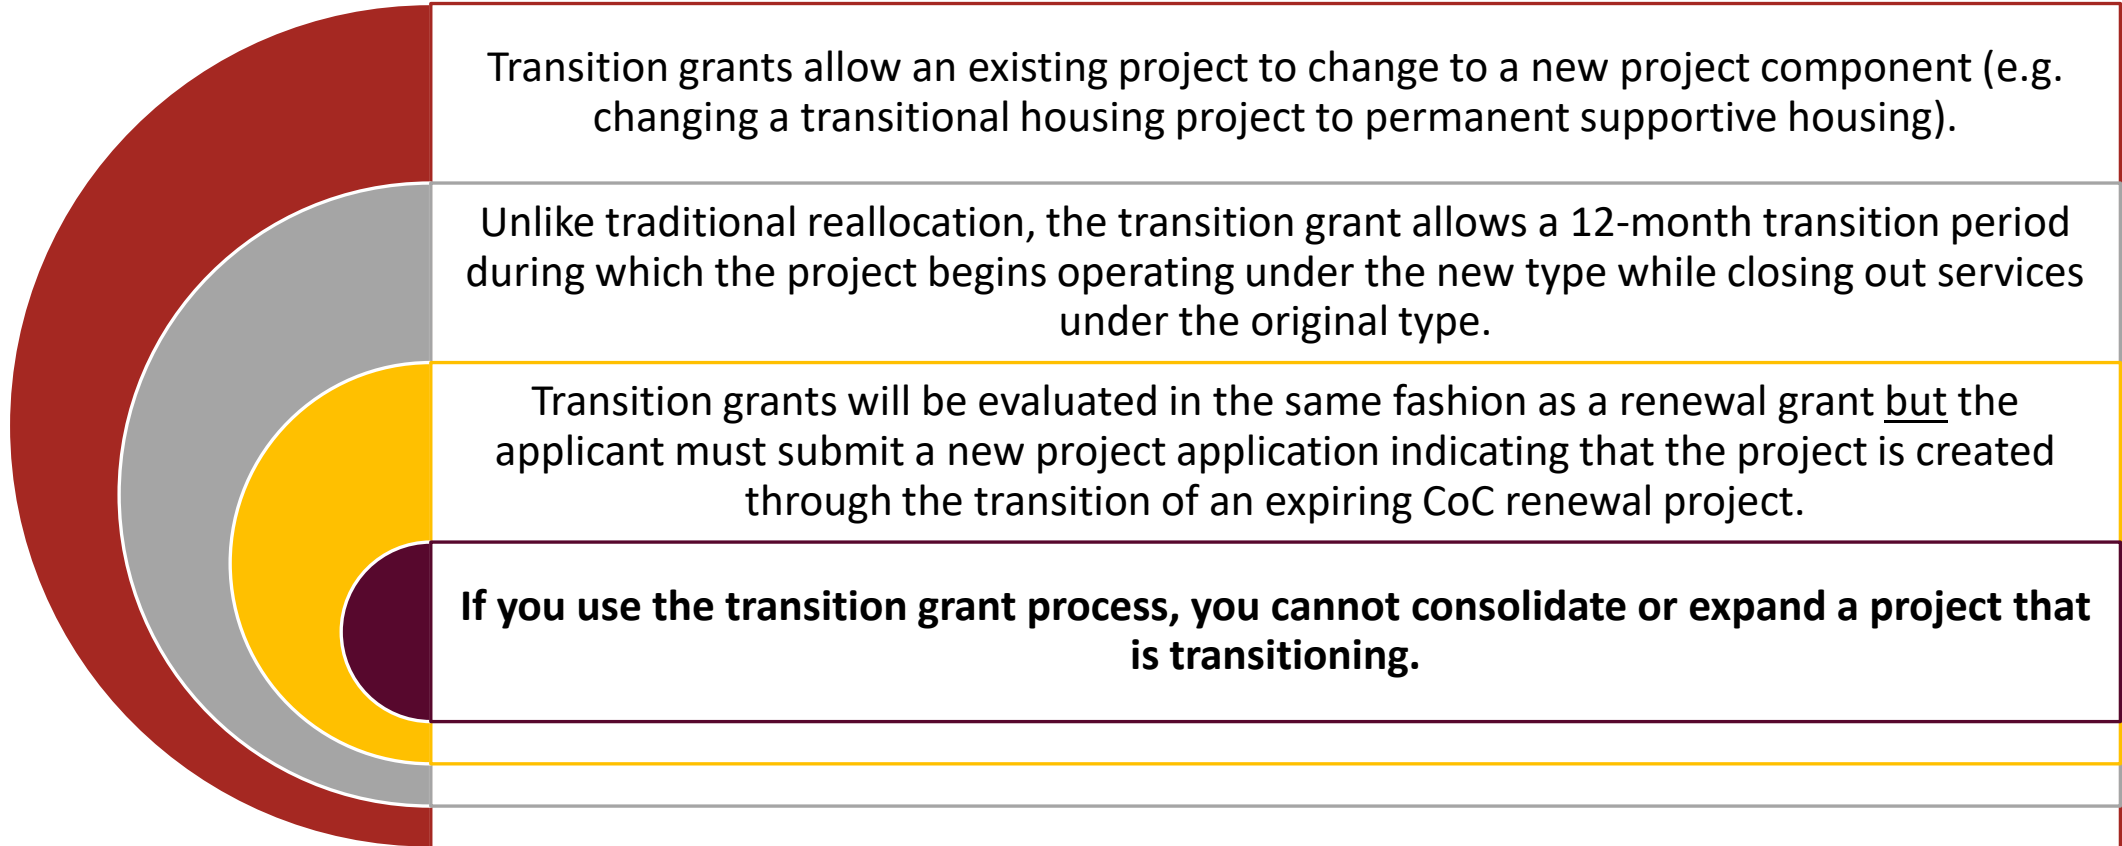 Transition grants allow an existing project to change to a new project component (e.g.
changing a transitional housing project to permanent supportive housing).
Unlike traditional reallocation, the transition grant allows a 12-month transition period
during which the project begins operating under the new type while closing out services
under the original type.
Transition grants will be evaluated in the same fashion as a renewal grant but the
applicant must submit a new project application indicating that the project is created
through the transition of an expiring CoC renewal project.
If you use the transition grant process, you cannot consolidate or expand a project that
is transitioning.